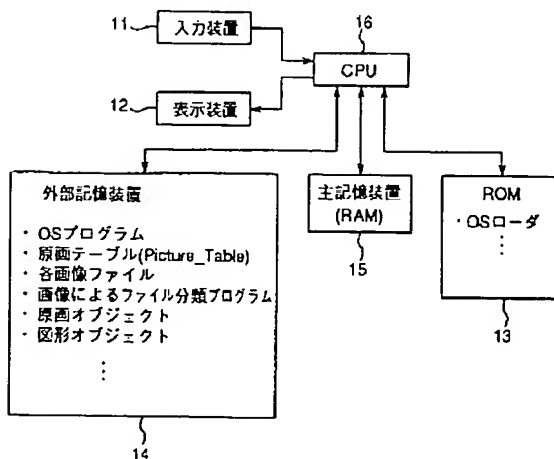 11
入力装置
16
CPU
12
表示装置
外部記憶装置
・ OSプログラム
・ 原画テーブル(Picture_Table)
・ 各画像ファイル
・ 画像によるファイル分類プログラム
・ 原画オブジェクト
・ 図形オブジェクト
⋮
14
主記憶装置
(RAM)
15
ROM
・OSローダ
⋮
13